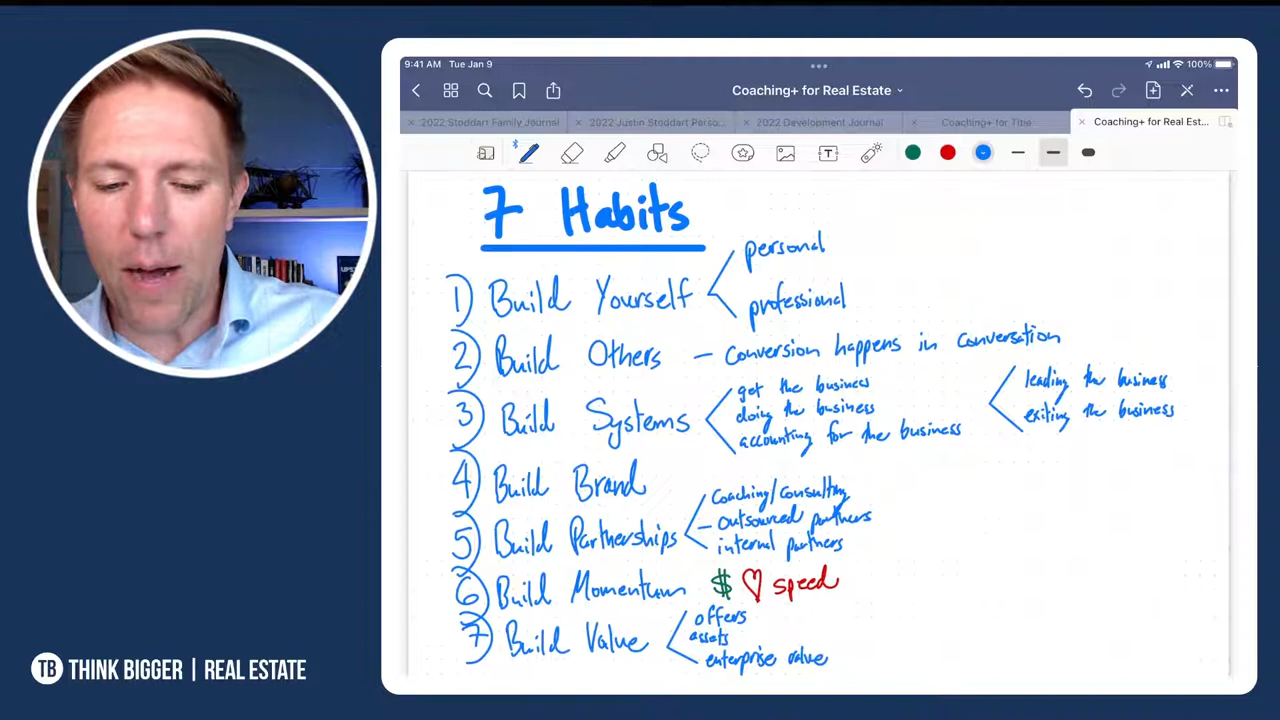 9:41 AM Tue Jan 9
100%
Coaching+ for Real Estate
2022 Stoddart Family Journal
2022 Justin Stoddart Perso...
2022 Development Journal
Coaching+ for Title
Coaching+ for Real Est...
7 Habits
1) Build Yourself
personal
professional
2) Build Others – Conversion happens in conversation
3) Build Systems
get the business
doing the business
accounting for the business
leading the business
exiting the business
4) Build Brand
5) Build Partnerships
Coaching/consulting
outsourced partners
internal partners
6) Build Momentum $ ♡ speed
7) Build Value
offers
assets
enterprise value
TB THINK BIGGER | REAL ESTATE